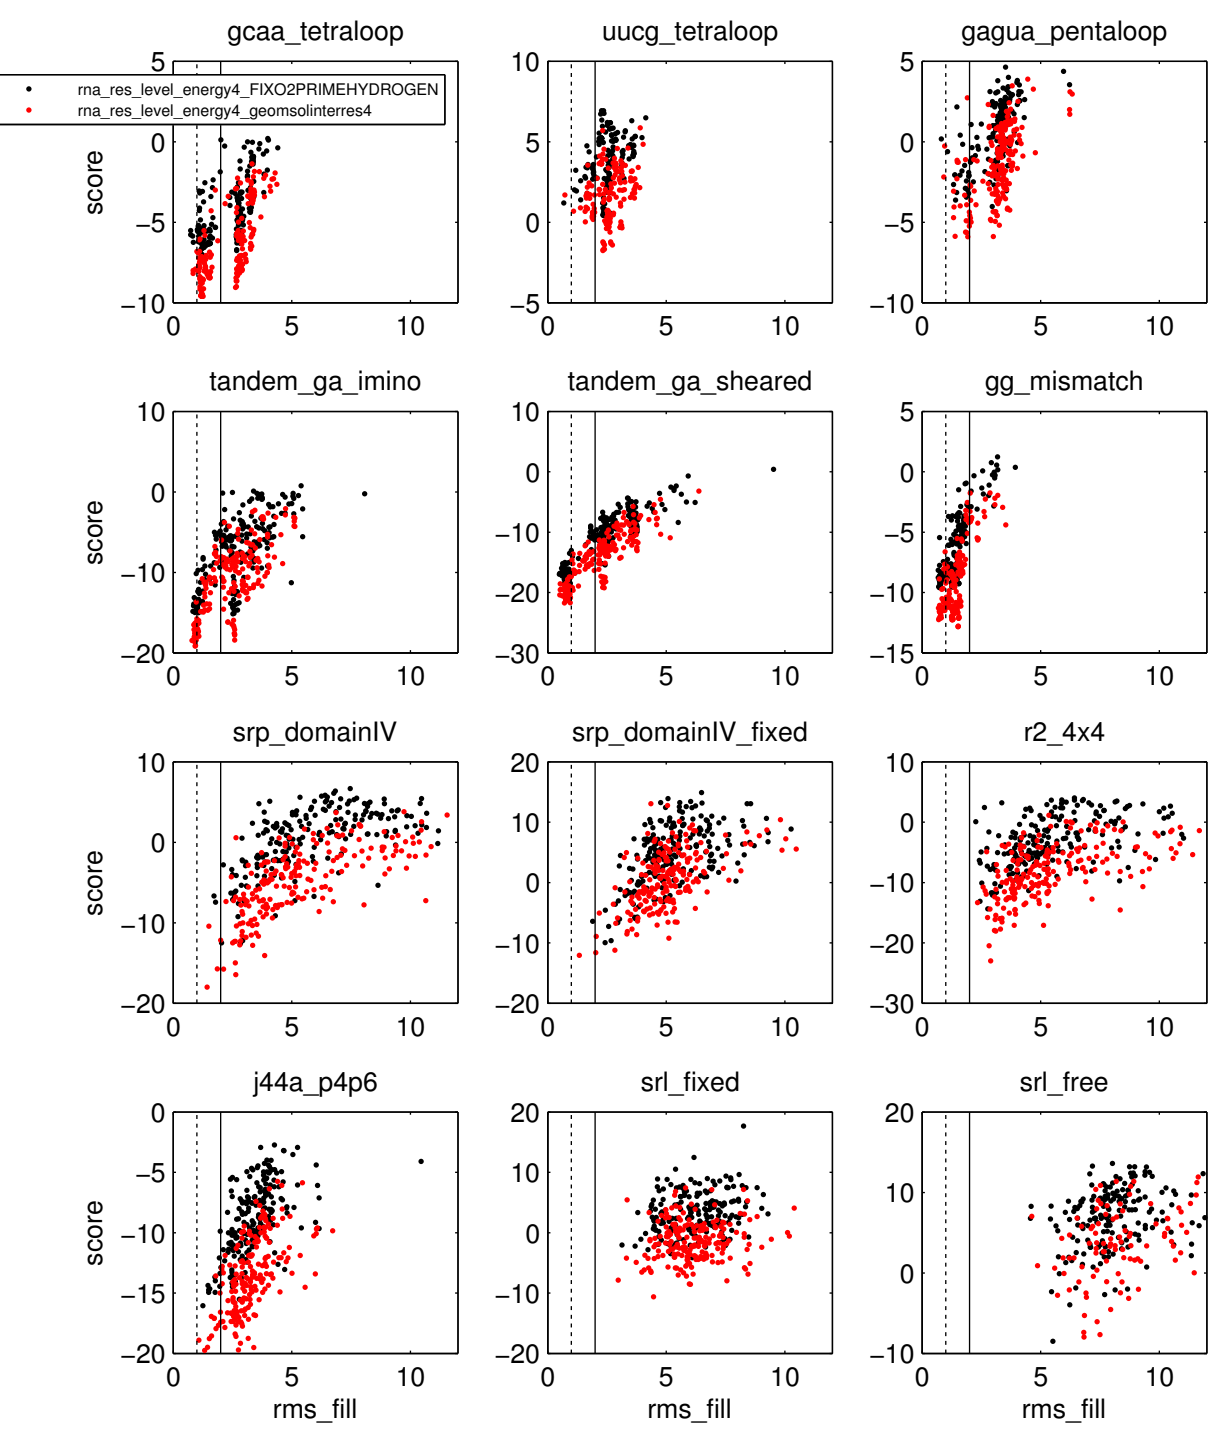 gcaa_tetraloop uucg_tetraloop gagua_pentaloop
rna_res_level_energy4_FIXO2PRIMEHYDROGEN
rna_res_level_energy4_geomsolinterres4
5 0 −5 −10 score 0 5 10
10 5 0 −5 0 5 10
5 0 −5 −10 0 5 10
tandem_ga_imino tandem_ga_sheared gg_mismatch
10 0 −10 −20 score 0 5 10
10 0 −10 −20 −30 0 5 10
5 0 −5 −10 −15 0 5 10
srp_domainIV srp_domainIV_fixed r2_4x4
10 0 −10 −20 score 0 5 10
20 10 0 −10 −20 0 5 10
10 0 −10 −20 −30 0 5 10
j44a_p4p6 srl_fixed srl_free
0 −5 −10 −15 −20 score 0 5 10
20 10 0 −10 −20 0 5 10
20 10 0 −10 0 5 10
rms_fill rms_fill rms_fill